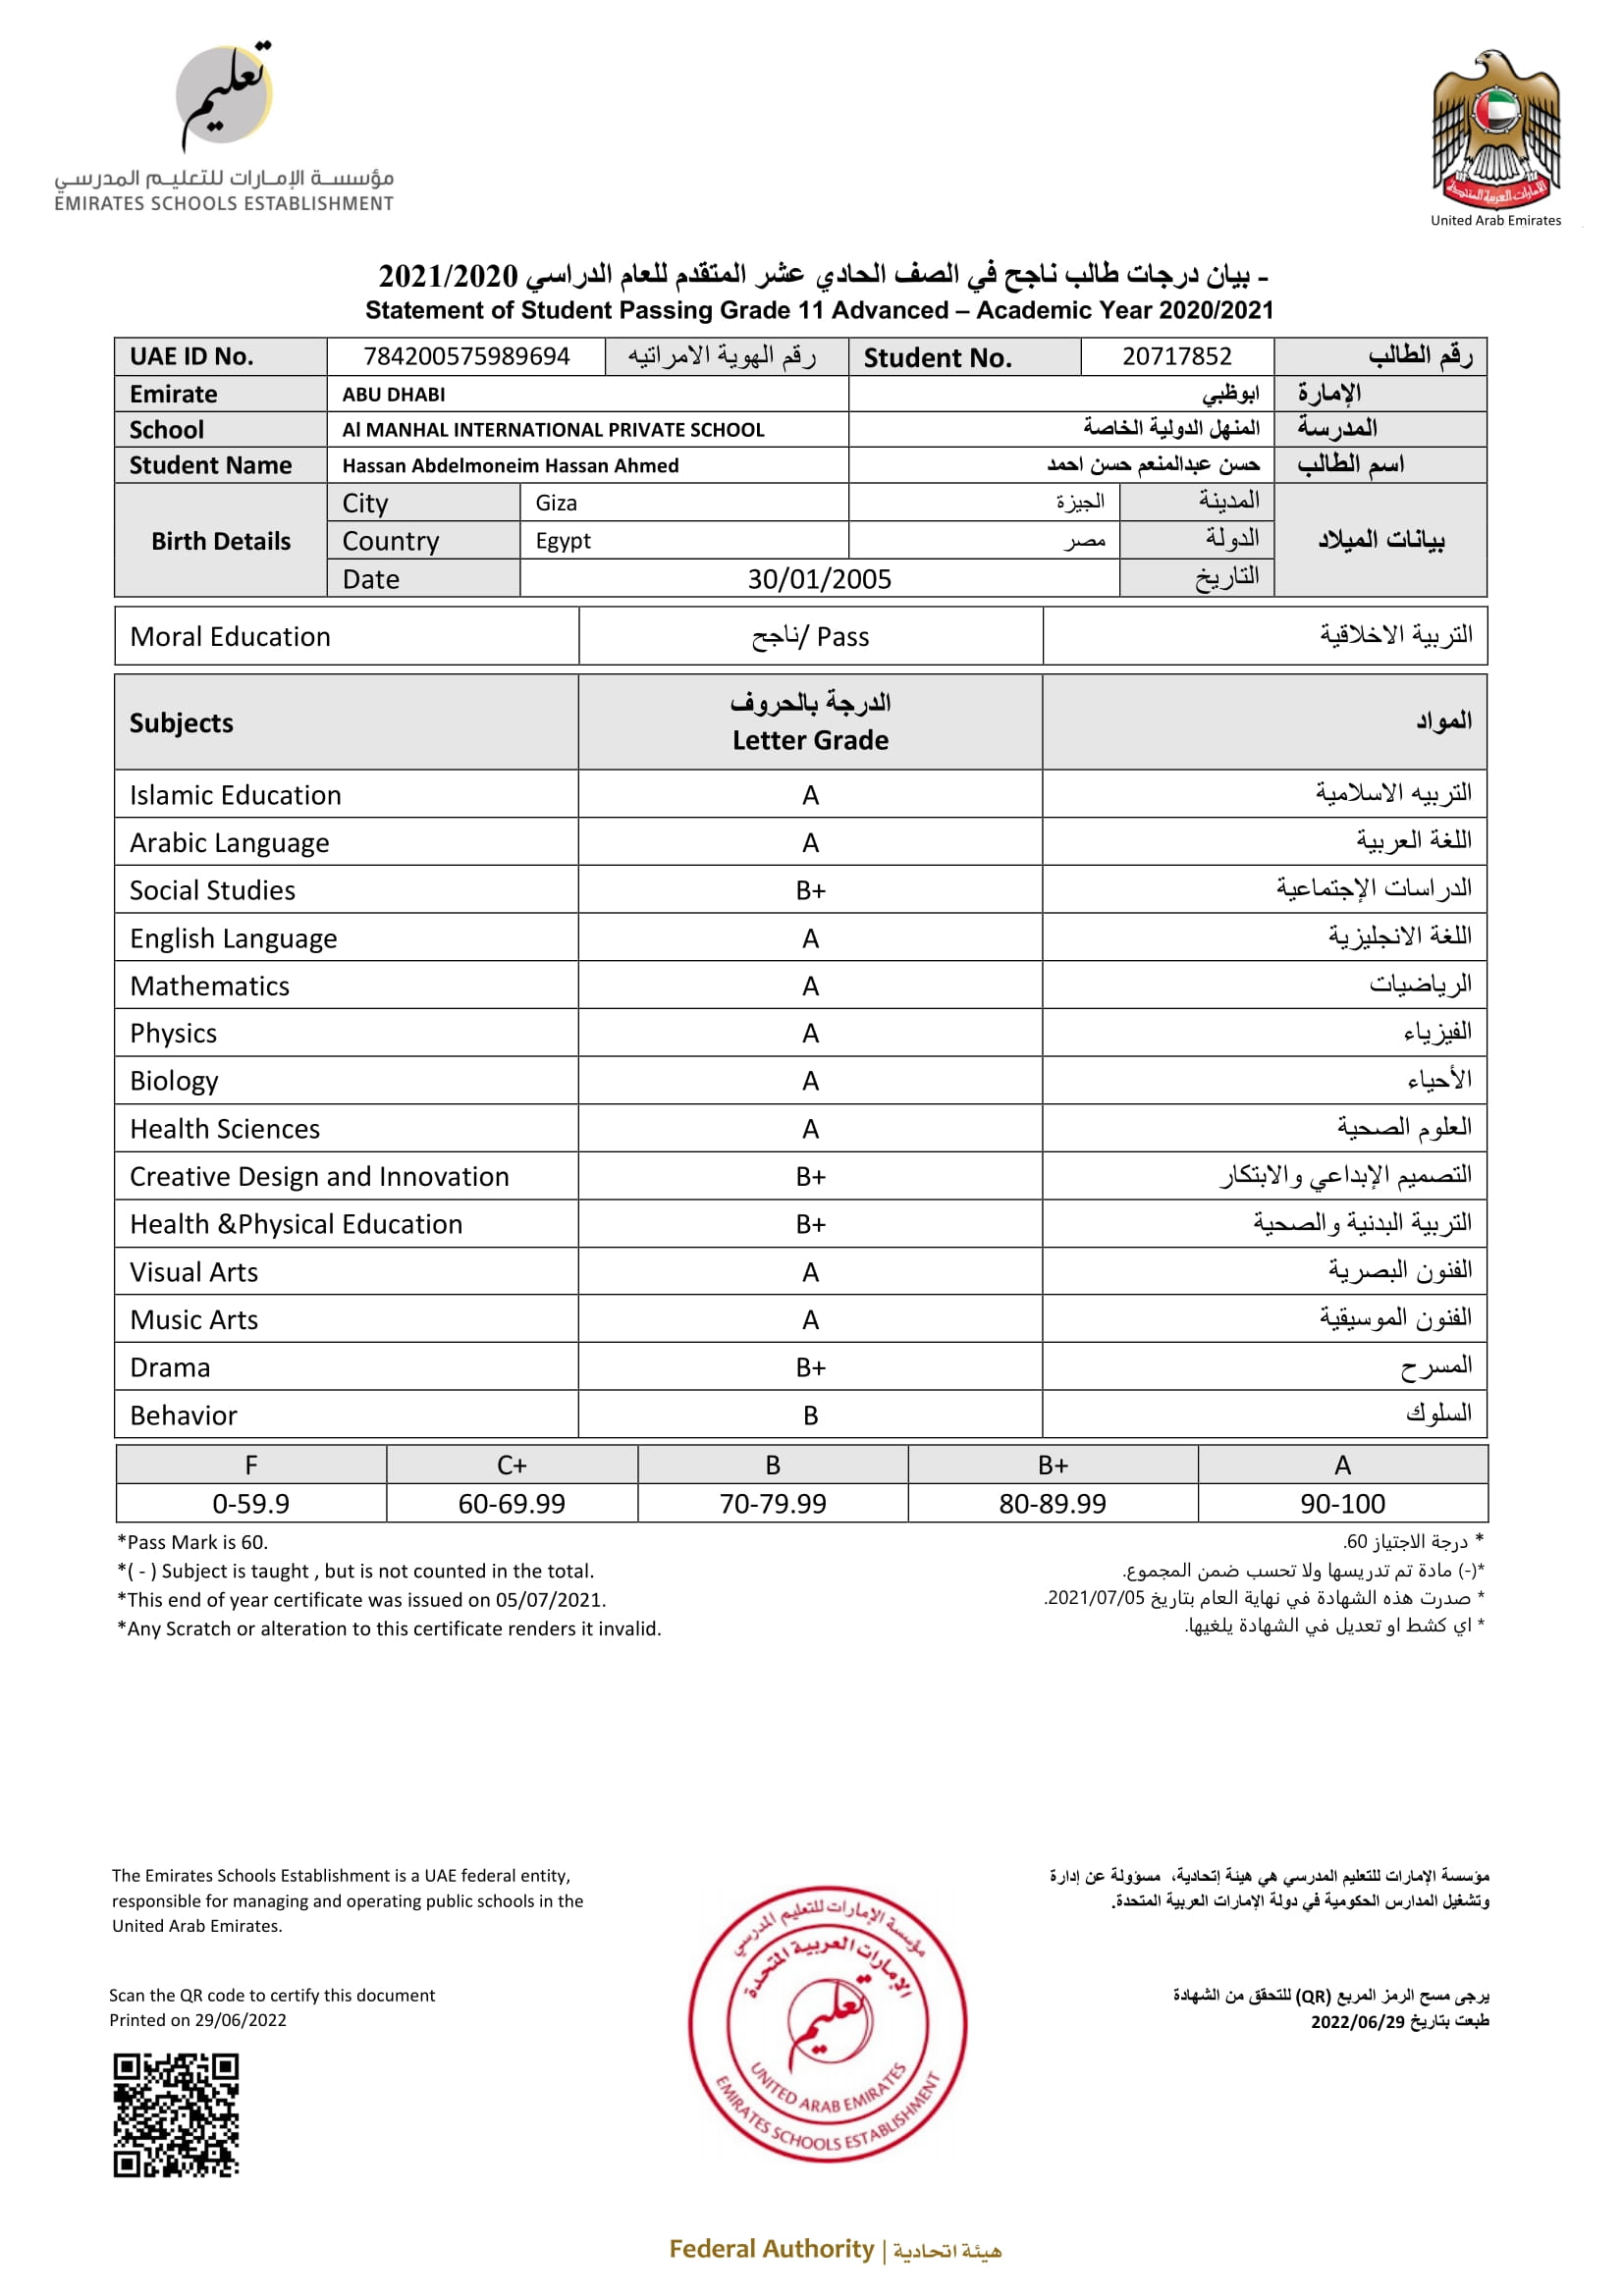 تعليم
مؤسسة الإمارات للتعليم المدرسي
EMIRATES SCHOOLS ESTABLISHMENT
الإمارات العربية المتحدة
United Arab Emirates
- بيان درجات طالب ناجح في الصف الحادي عشر المتقدم للعام الدراسي 2021/2020
Statement of Student Passing Grade 11 Advanced – Academic Year 2020/2021
UAE ID No. 784200575989694 رقم الهوية الامراتيه Student No. 20717852 رقم الطالب
Emirate ABU DHABI ابوظبي الإمارة
School Al MANHAL INTERNATIONAL PRIVATE SCHOOL المنهل الدولية الخاصة المدرسة
Student Name Hassan Abdelmoneim Hassan Ahmed حسن عبدالمنعم حسن احمد اسم الطالب
City Giza الجيزة المدينة
Birth Details Country Egypt مصر الدولة بيانات الميلاد
Date 30/01/2005 التاريخ
Moral Education ناجح/ Pass التربية الاخلاقية
Subjects الدرجة بالحروف المواد
Letter Grade
Islamic Education A التربيه الاسلامية
Arabic Language A اللغة العربية
Social Studies B+ الدراسات الإجتماعية
English Language A اللغة الانجليزية
Mathematics A الرياضيات
Physics A الفيزياء
Biology A الأحياء
Health Sciences A العلوم الصحية
Creative Design and Innovation B+ التصميم الإبداعي والابتكار
Health &Physical Education B+ التربية البدنية والصحية
Visual Arts A الفنون البصرية
Music Arts A الفنون الموسيقية
Drama B+ المسرح
Behavior B السلوك
F C+ B B+ A
0-59.9 60-69.99 70-79.99 80-89.99 90-100
*Pass Mark is 60. * درجة الاجتياز 60.
*( - ) Subject is taught , but is not counted in the total. *(-) مادة تم تدريسها ولا تحسب ضمن المجموع.
*This end of year certificate was issued on 05/07/2021. * صدرت هذه الشهادة في نهاية العام بتاريخ 2021/07/05.
*Any Scratch or alteration to this certificate renders it invalid. * اي كشط او تعديل في الشهادة يلغيها.
The Emirates Schools Establishment is a UAE federal entity, مؤسسة الإمارات للتعليم المدرسي هي هيئة إتحادية، مسؤولة عن إدارة
responsible for managing and operating public schools in the وتشغيل المدارس الحكومية في دولة الإمارات العربية المتحدة.
United Arab Emirates.
مؤسسة الإمارات للتعليم المدرسي
الإمارات العربية المتحدة
تعليم
UNITED ARAB EMIRATES
EMIRATES SCHOOLS ESTABLISHMENT
Scan the QR code to certify this document يرجى مسح الرمز المربع (QR) للتحقق من الشهادة
Printed on 29/06/2022 طبعت بتاريخ 2022/06/29
Federal Authority | هيئة اتحادية